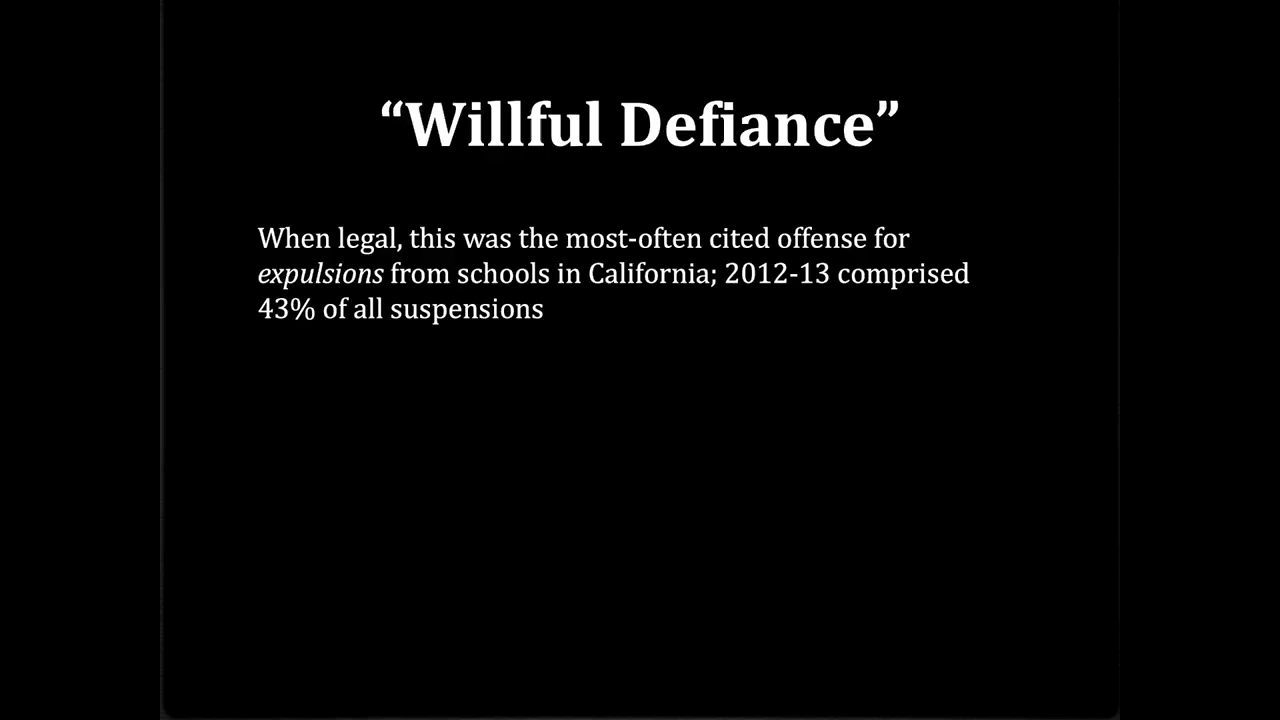 “Willful Defiance”
When legal, this was the most-often cited offense for
expulsions from schools in California; 2012-13 comprised
43% of all suspensions